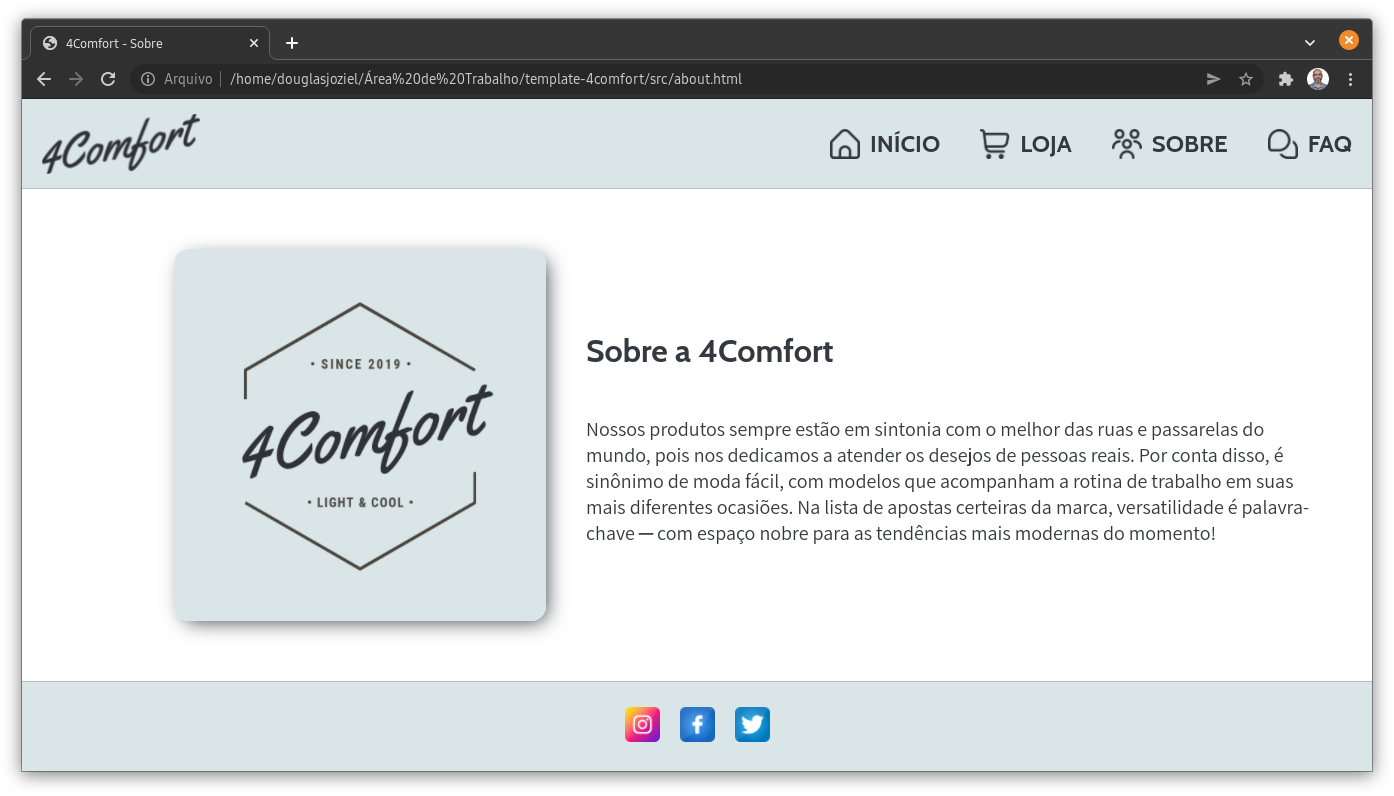 4Comfort - Sobre
Arquivo | /home/douglasjoziel/Área%20de%20Trabalho/template-4comfort/src/about.html
4Comfort
INÍCIO
LOJA
SOBRE
FAQ
· SINCE 2019 ·
4Comfort
· LIGHT & COOL ·
Sobre a 4Comfort
Nossos produtos sempre estão em sintonia com o melhor das ruas e passarelas do
mundo, pois nos dedicamos a atender os desejos de pessoas reais. Por conta disso, é
sinônimo de moda fácil, com modelos que acompanham a rotina de trabalho em suas
mais diferentes ocasiões. Na lista de apostas certeiras da marca, versatilidade é palavra-
chave — com espaço nobre para as tendências mais modernas do momento!